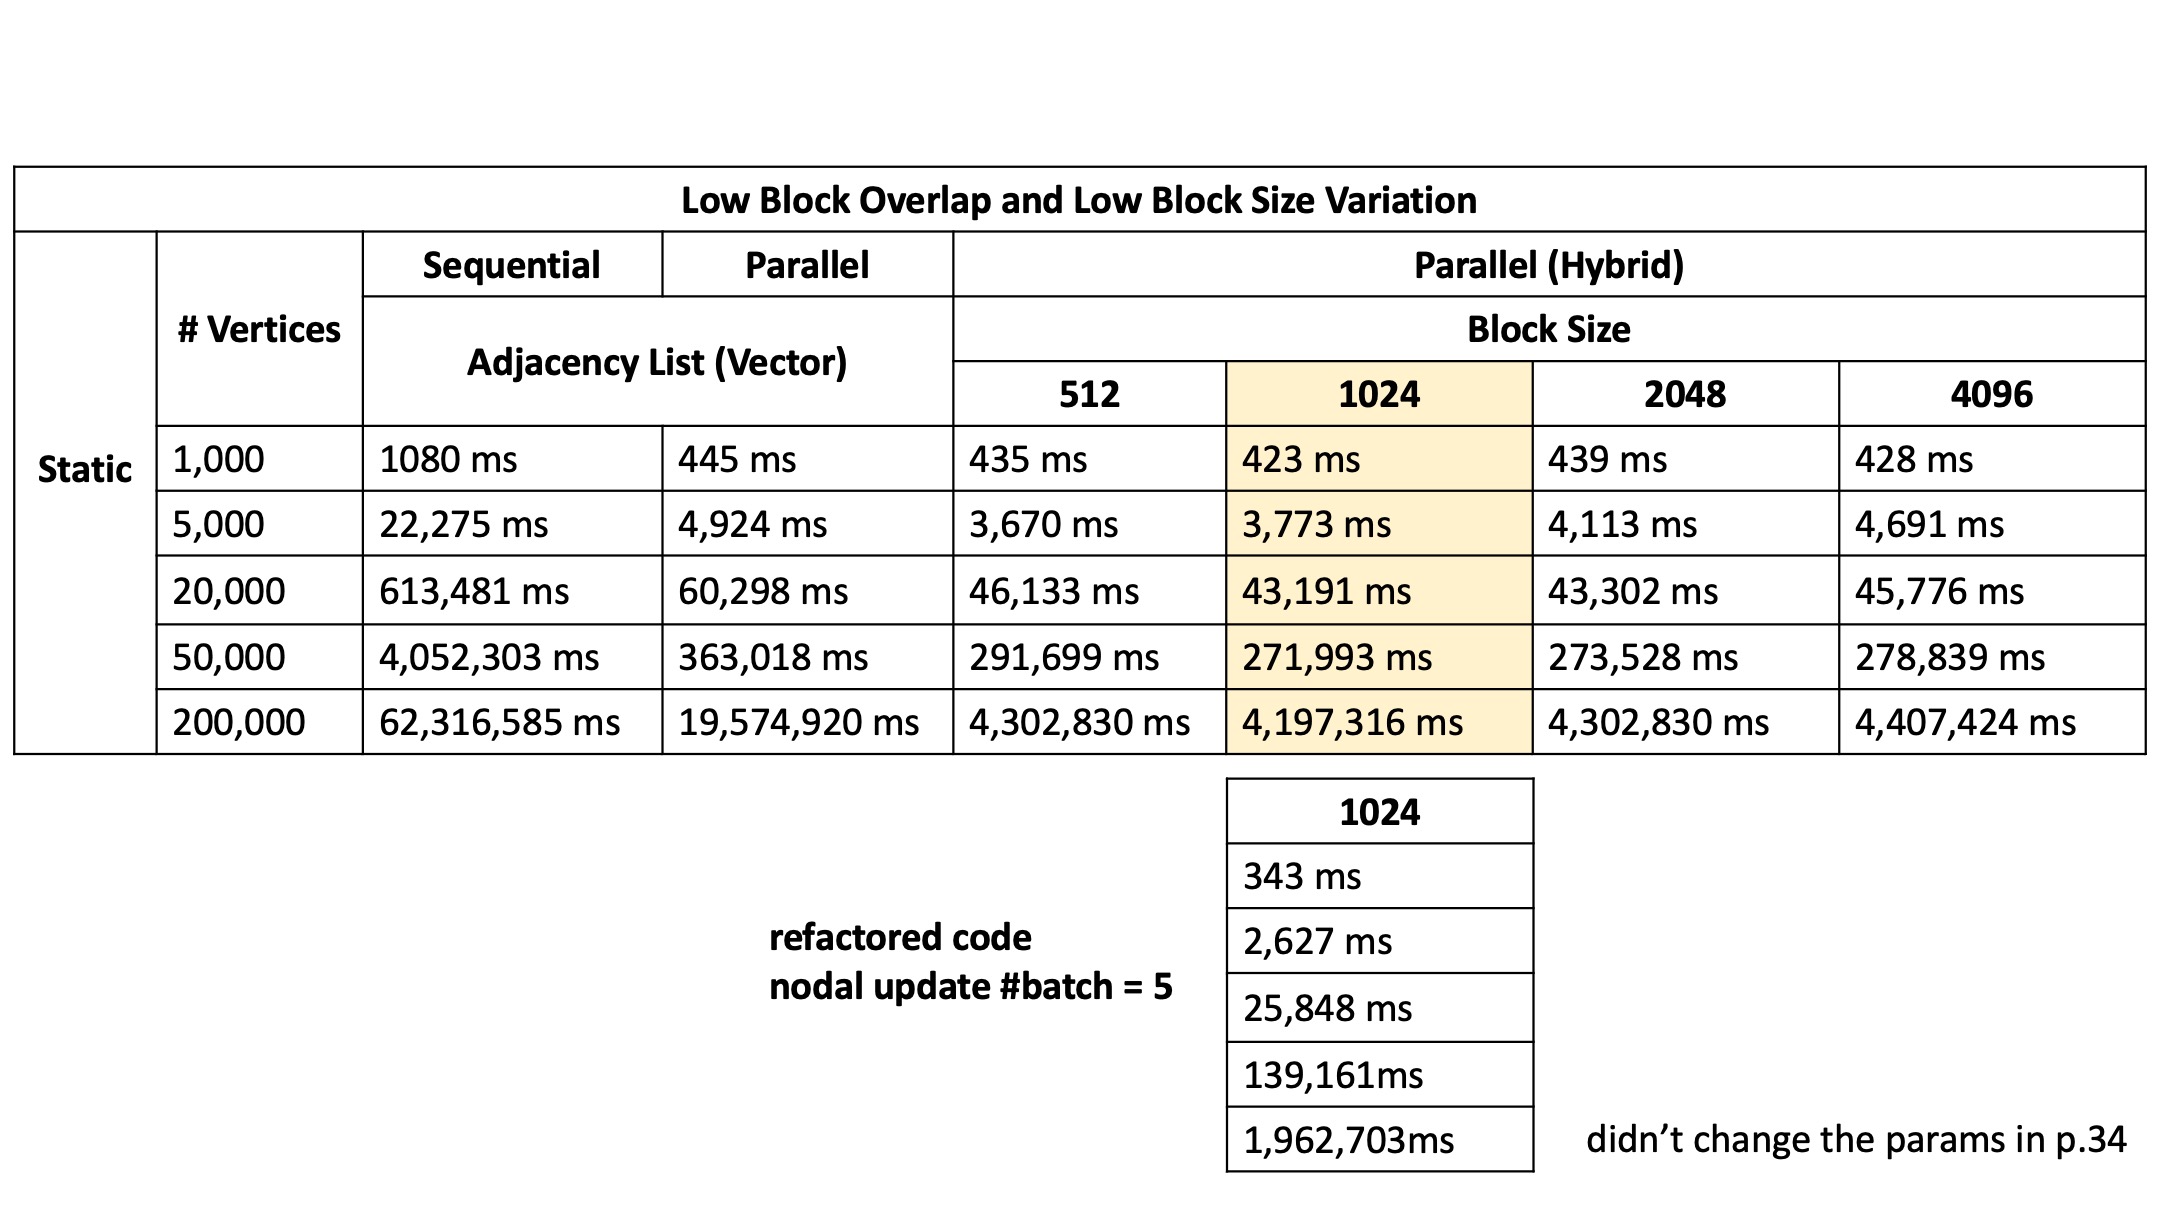 Low Block Overlap and Low Block Size Variation
Static
# Vertices
Sequential
Parallel
Parallel (Hybrid)
Adjacency List (Vector)
Block Size
512
1024
2048
4096
1,000
1080 ms
445 ms
435 ms
423 ms
439 ms
428 ms
5,000
22,275 ms
4,924 ms
3,670 ms
3,773 ms
4,113 ms
4,691 ms
20,000
613,481 ms
60,298 ms
46,133 ms
43,191 ms
43,302 ms
45,776 ms
50,000
4,052,303 ms
363,018 ms
291,699 ms
271,993 ms
273,528 ms
278,839 ms
200,000
62,316,585 ms
19,574,920 ms
4,302,830 ms
4,197,316 ms
4,302,830 ms
4,407,424 ms
refactored code
nodal update #batch = 5
1024
343 ms
2,627 ms
25,848 ms
139,161ms
1,962,703ms
didn’t change the params in p.34